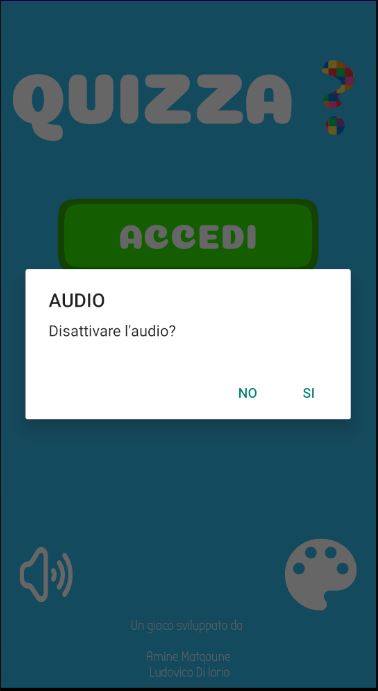 QUIZZA ?
ACCEDI
AUDIO
Disattivare l'audio?
NO SI
Un gioco sviluppato da
Amine Matqoune
Ludovico Di Iorio